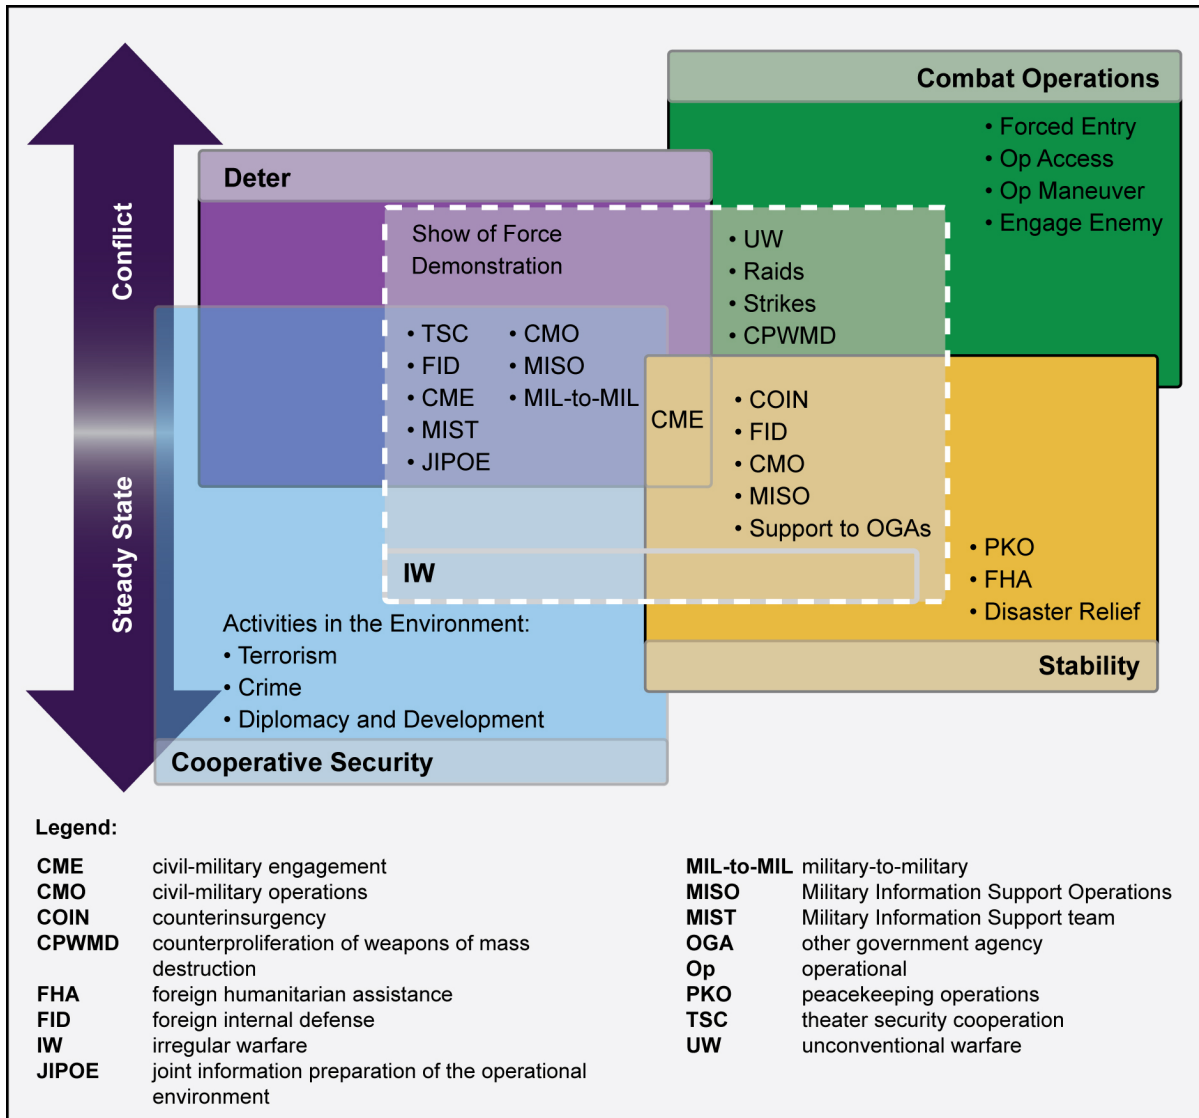 Combat Operations
• Forced Entry
• Op Access
• Op Maneuver
• Engage Enemy
Deter
Conflict
Steady State
Show of Force
Demonstration
• UW
• Raids
• Strikes
• CPWMD
• TSC
• FID
• CME
• MIST
• JIPOE
• CMO
• MISO
• MIL-to-MIL
CME
• COIN
• FID
• CMO
• MISO
• Support to OGAs
IW
• PKO
• FHA
• Disaster Relief
Stability
Activities in the Environment:
• Terrorism
• Crime
• Diplomacy and Development
Cooperative Security
Legend:
CME civil-military engagement
CMO civil-military operations
COIN counterinsurgency
CPWMD counterproliferation of weapons of mass
destruction
FHA foreign humanitarian assistance
FID foreign internal defense
IW irregular warfare
JIPOE joint information preparation of the operational
environment
MIL-to-MIL military-to-military
MISO Military Information Support Operations
MIST Military Information Support team
OGA other government agency
Op operational
PKO peacekeeping operations
TSC theater security cooperation
UW unconventional warfare